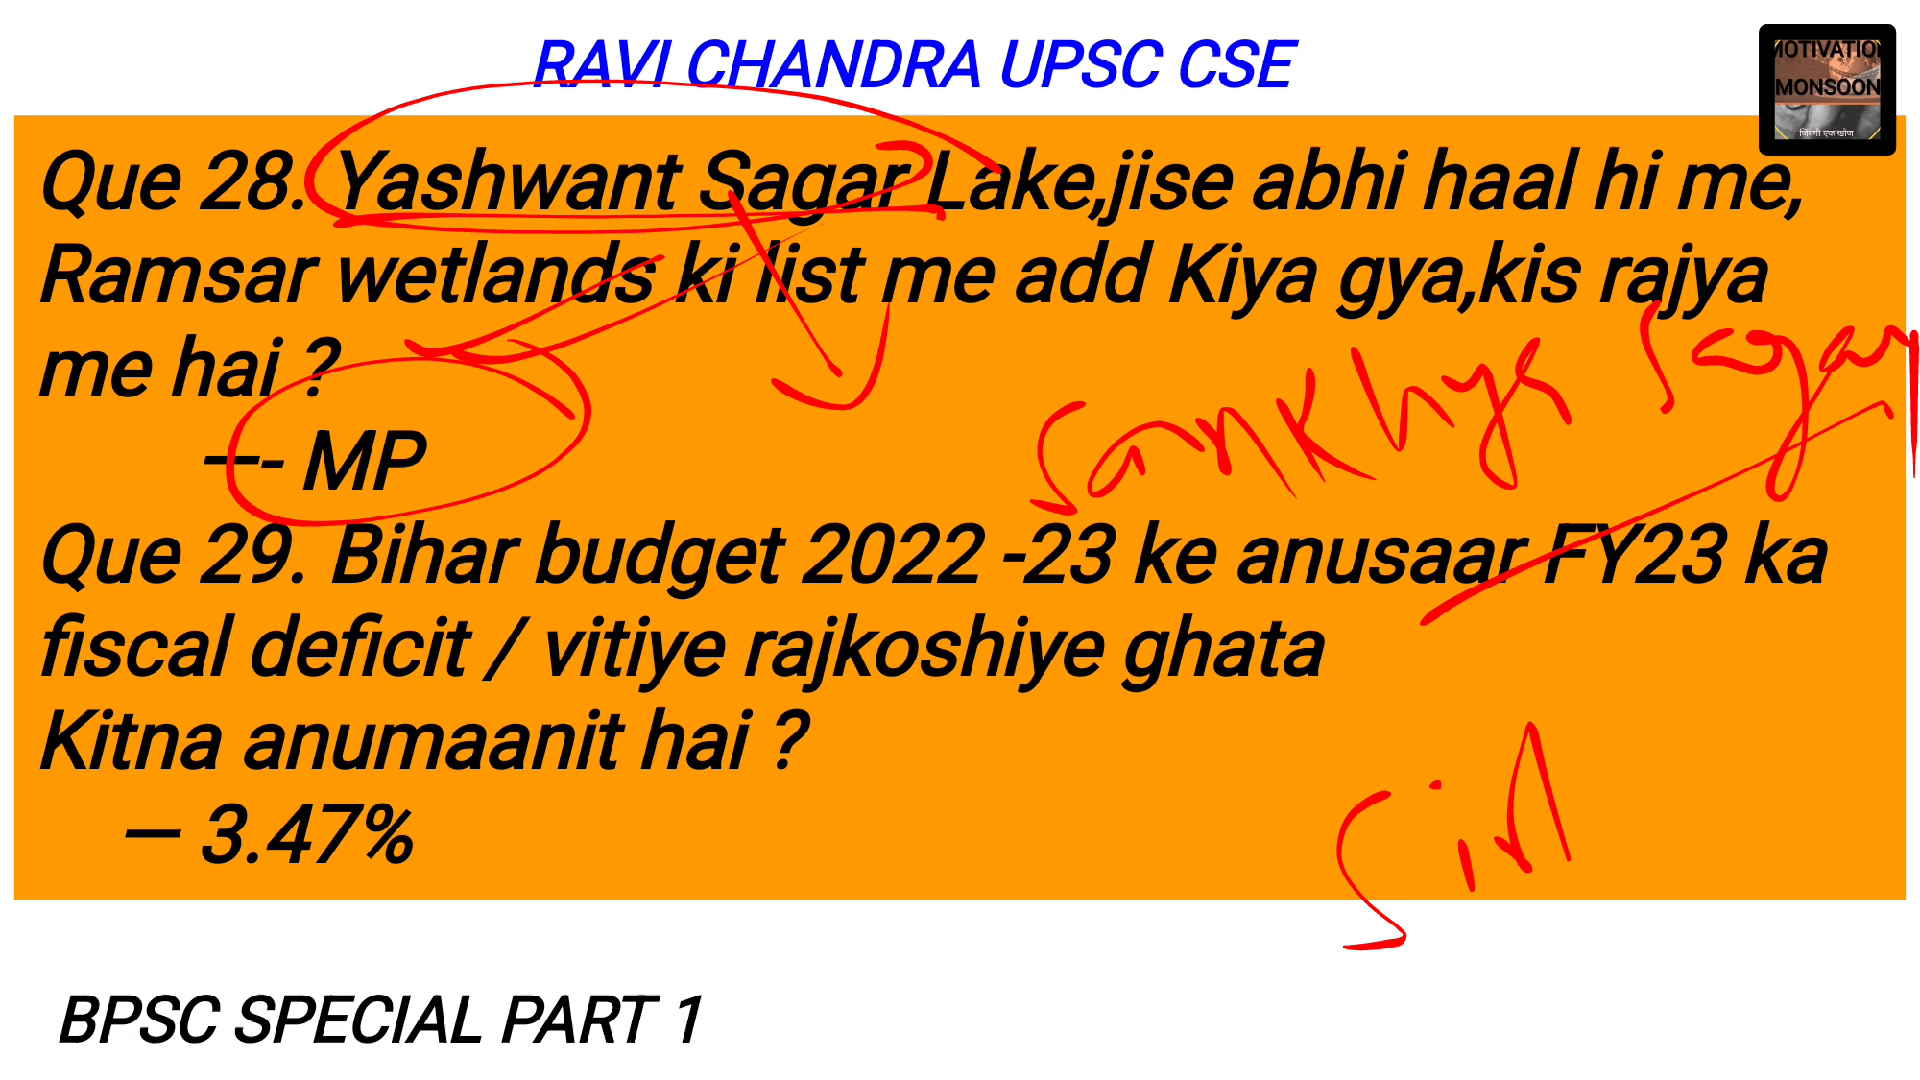 RAVI CHANDRA UPSC CSE
MOTIVATION
MONSOON
जिंदगी एक खोज
Que 28. Yashwant Sagar Lake,jise abhi haal hi me,
Ramsar wetlands ki list me add Kiya gya,kis rajya
me hai ?
—- MP
Sankhya Sagar
Que 29. Bihar budget 2022 -23 ke anusaar FY23 ka
fiscal deficit / vitiye rajkoshiye ghata
Kitna anumaanit hai ?
— 3.47%
BPSC SPECIAL PART 1